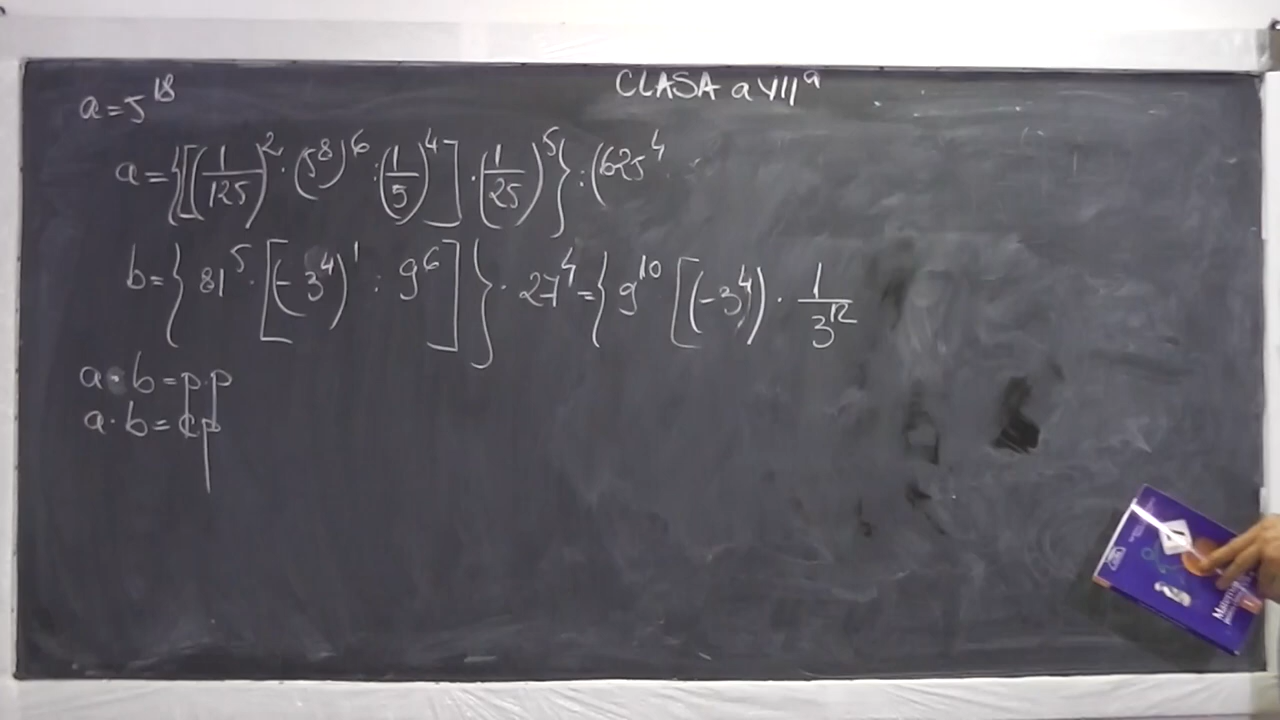 CLASA a VII a
a = 5^18
a = {[(1/125)^2 · (5^8)^6 : (1/5)^4] · (1/25)^5} : (625^4
b = { 81^5 · [(-3^4)^1 : 9^6] } · 27^4 = { 9^10 [(-3^4) · 1/3^12
a · b = p.p
a · b = c.p